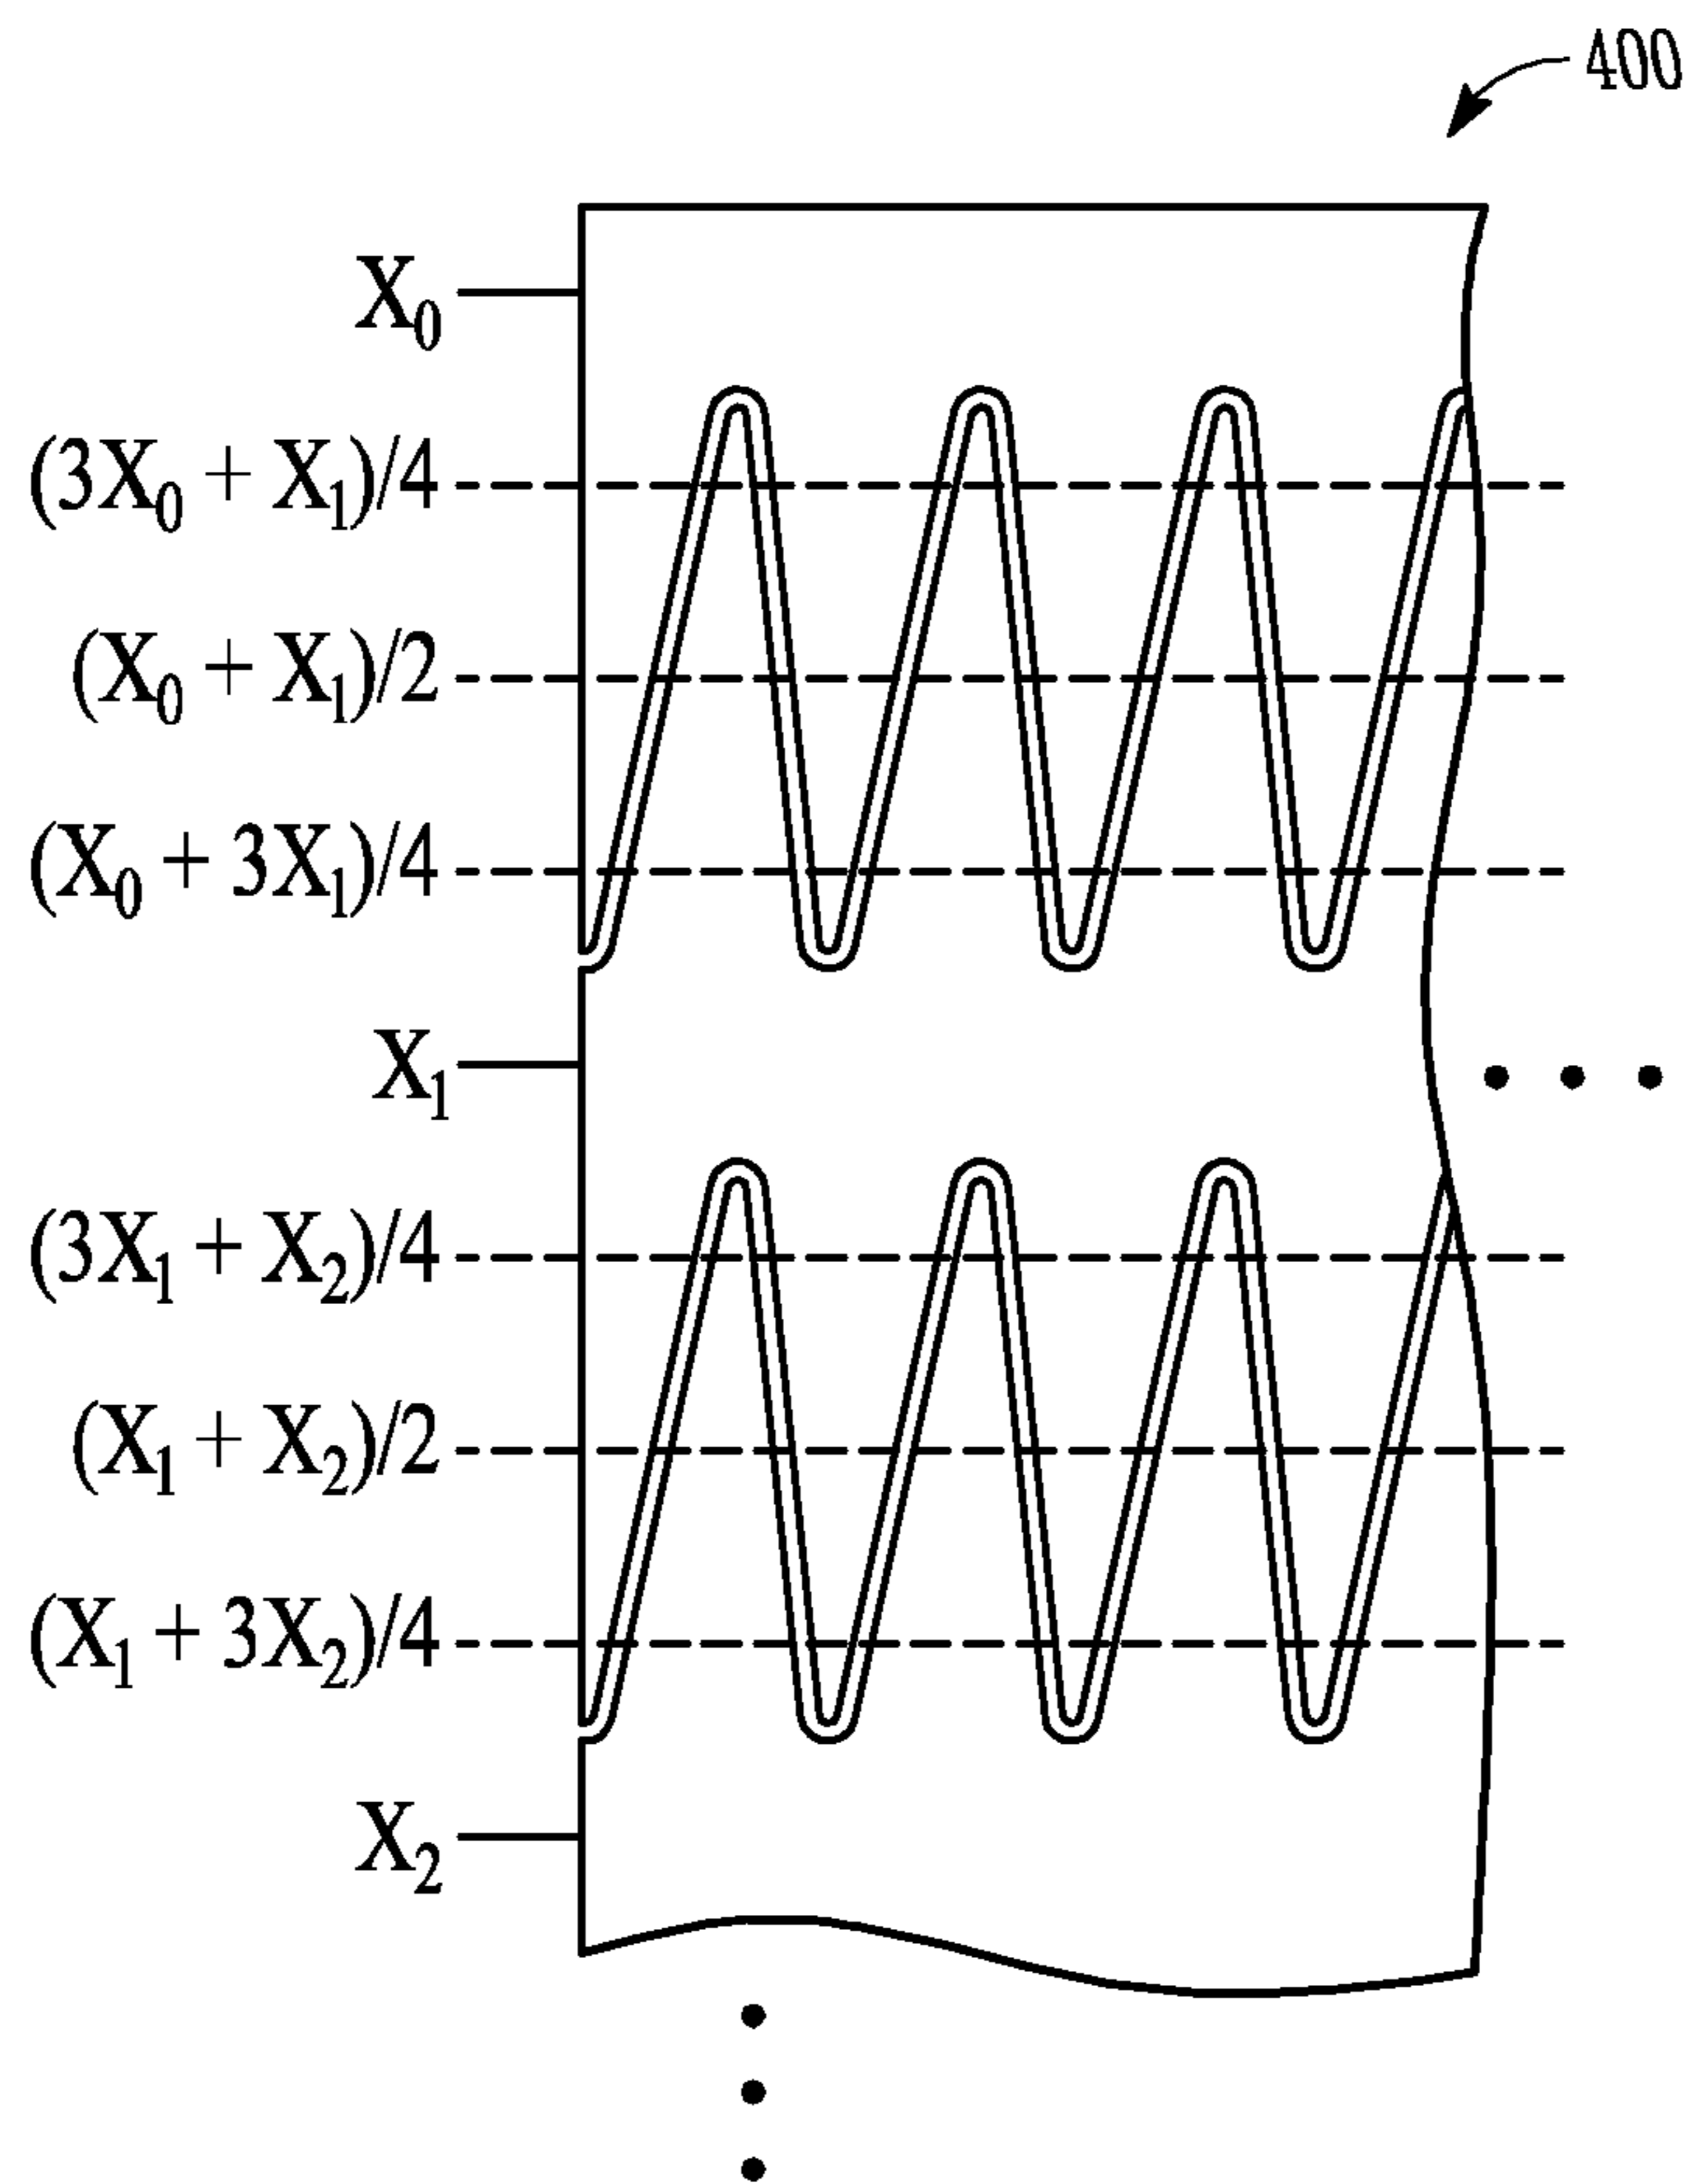 400
X₀
(3X₀ + X₁)/4
(X₀ + X₁)/2
(X₀ + 3X₁)/4
X₁
(3X₁ + X₂)/4
(X₁ + X₂)/2
(X₁ + 3X₂)/4
X₂